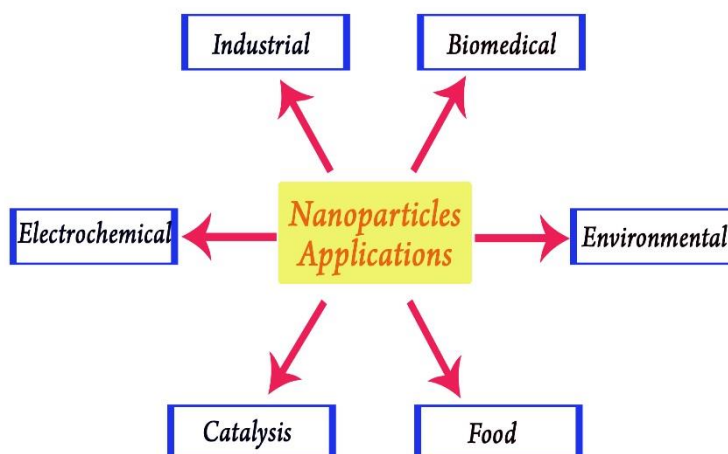 Industrial
Biomedical
Electrochemical
Nanoparticles
Applications
Environmental
Catalysis
Food